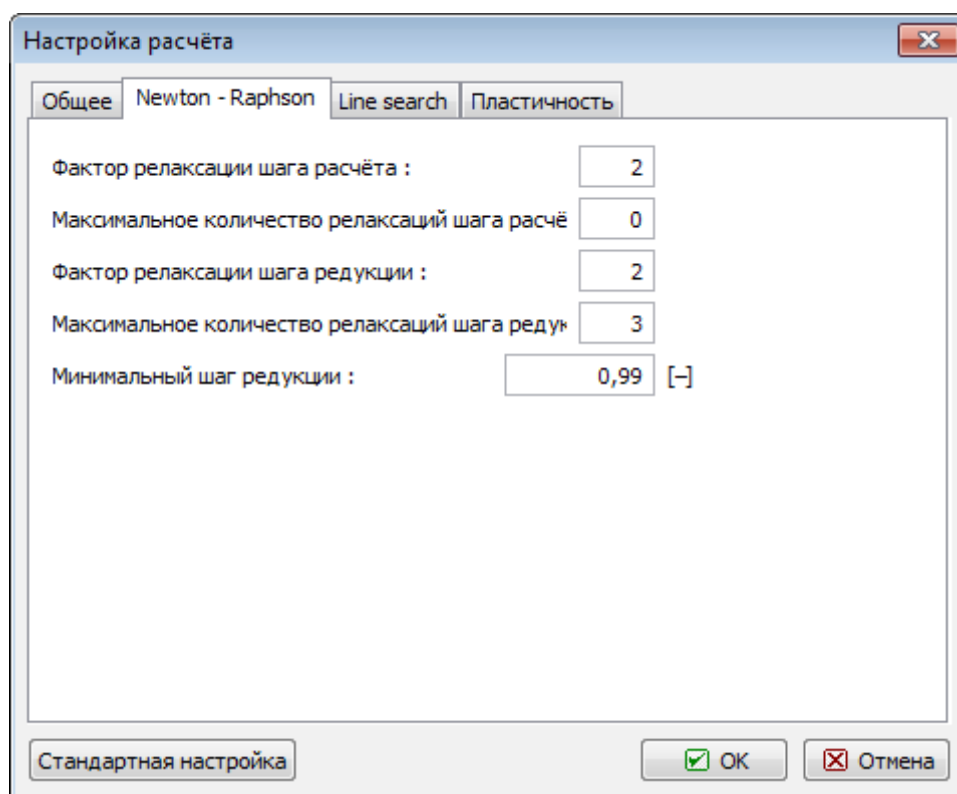 Настройка расчёта
Общее Newton - Raphson Line search Пластичность
Фактор релаксации шага расчёта : 2
Максимальное количество релаксаций шага расчё 0
Фактор релаксации шага редукции : 2
Максимальное количество релаксаций шага редук 3
Минимальный шаг редукции : 0,99 [–]
Стандартная настройка OK Отмена